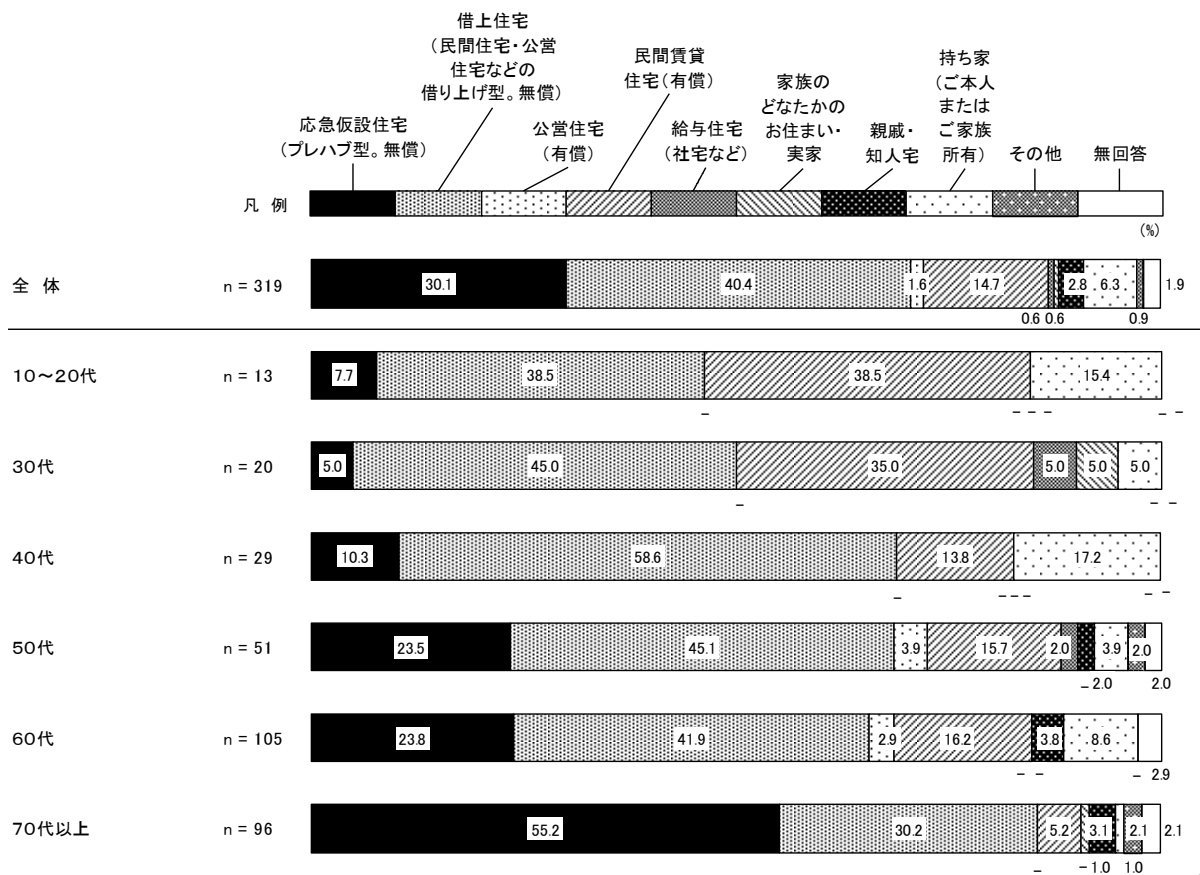 借上住宅
(民間住宅・公営
住宅などの
借り上げ型。無償)
民間賃貸
住宅(有償)
家族の
どなたかの
お住まい・
実家
持ち家
(ご本人
または
ご家族
所有)
応急仮設住宅
(プレハブ型。無償)
公営住宅
(有償)
給与住宅
(社宅など)
親戚・
知人宅
その他
無回答
凡 例
(%)
全 体 n = 319 30.1 40.4 1.6 14.7 2.8 6.3 1.9
0.6 0.6 0.9
10~20代 n = 13 7.7 38.5 38.5 15.4
- - - - - -
30代 n = 20 5.0 45.0 35.0 5.0 5.0 5.0
- - -
40代 n = 29 10.3 58.6 13.8 17.2
- - - - - -
50代 n = 51 23.5 45.1 3.9 15.7 2.0 3.9 2.0
- 2.0 2.0
60代 n = 105 23.8 41.9 2.9 16.2 3.8 8.6
- - - 2.9
70代以上 n = 96 55.2 30.2 5.2 3.1 2.1 2.1
- - 1.0 1.0